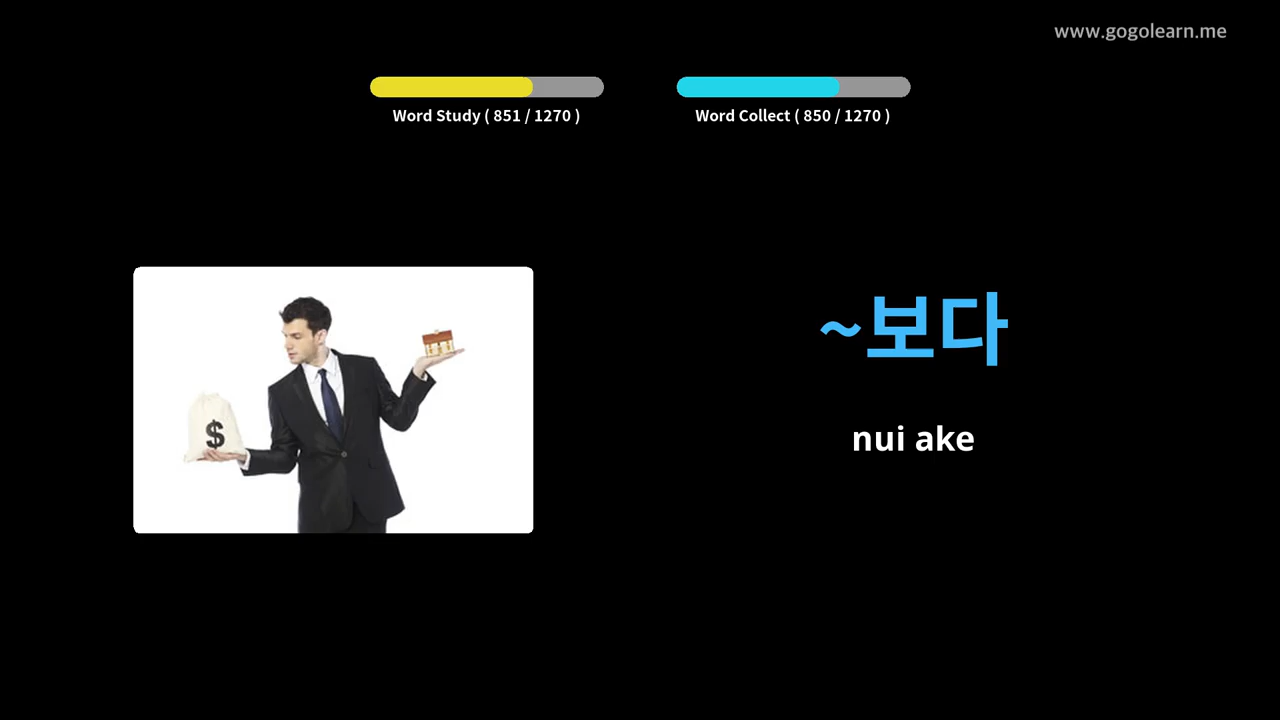 www.gogolearn.me
Word Study ( 851 / 1270 )
Word Collect ( 850 / 1270 )
$
~보다
nui ake